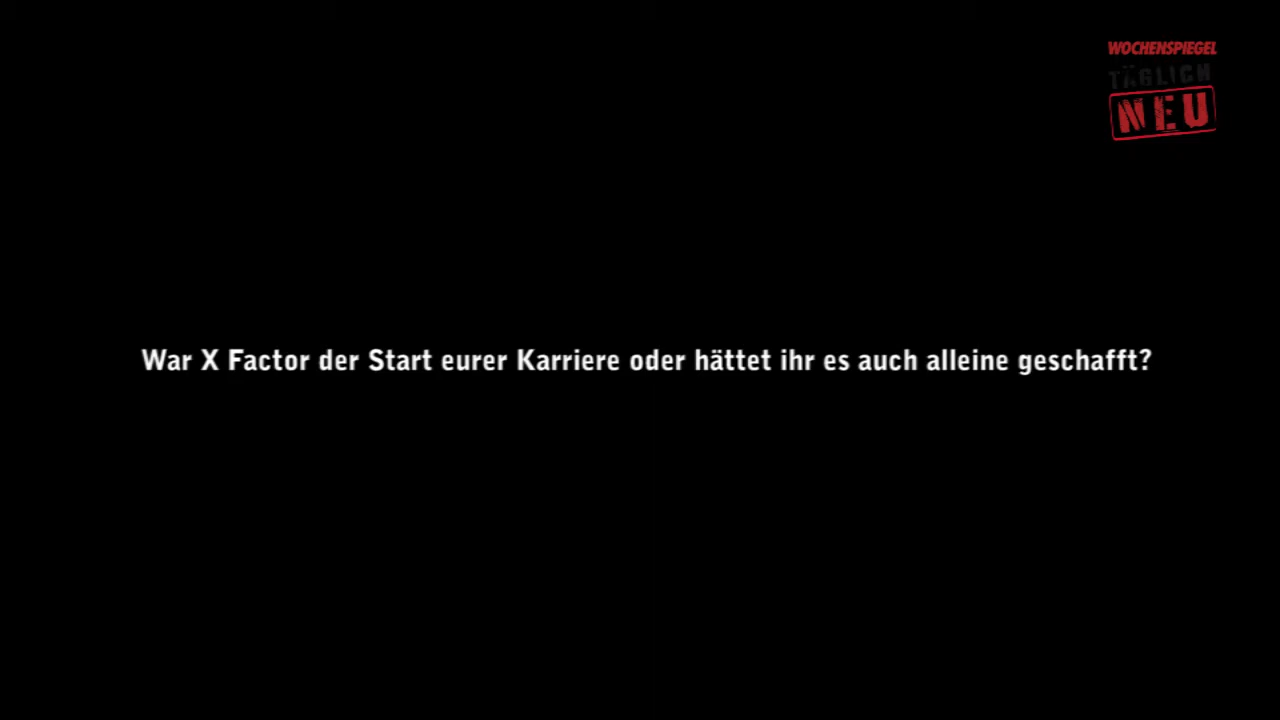 WOCHENSPIEGEL
TÄGLICH
NEU
War X Factor der Start eurer Karriere oder hättet ihr es auch alleine geschafft?